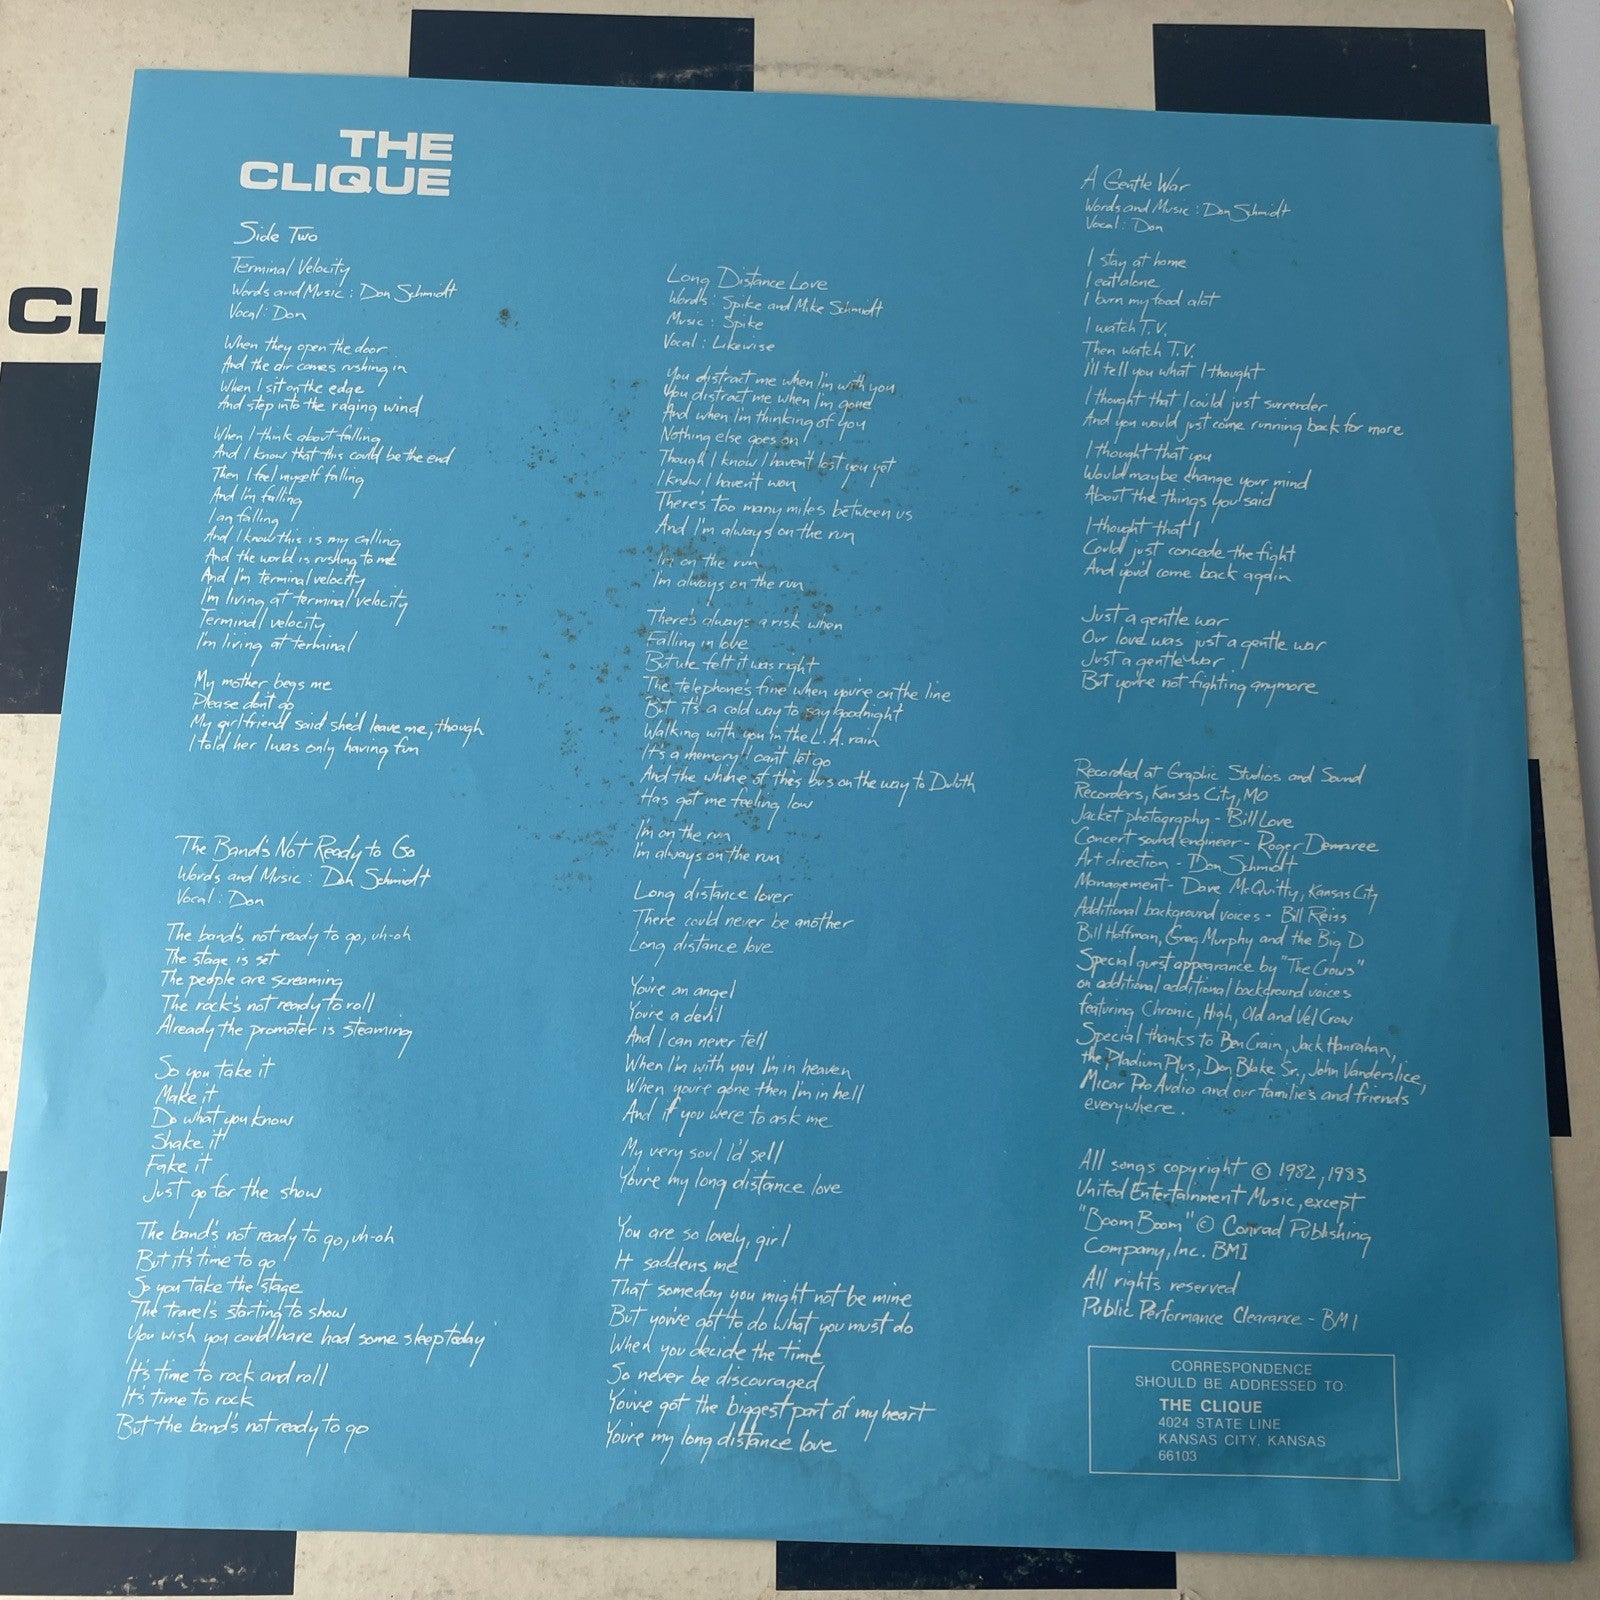 CL
THE
CLIQUE
Side Two
Terminal Velocity
Words and Music : Don Schmidt
Vocal : Don
When they open the door
And the air comes rushing in
When I sit on the edge
And step into the raging wind
When I think about falling
And I know that this could be the end
Then I feel myself falling
And I'm falling
I am falling
And I know this is my calling
And the world is rushing to me
And I'm terminal velocity
I'm living at terminal velocity
Terminal velocity
I'm living at terminal
My mother begs me
Please don't go
My girlfriend said she'd leave me, though
I told her I was only having fun
The Band's Not Ready to Go
Words and Music : Don Schmidt
Vocal : Don
The band's not ready to go, uh-oh
The stage is set
The people are screaming
The rock's not ready to roll
Already the promoter is steaming
So you take it
Make it
Do what you know
Shake it
Fake it
Just go for the show
The band's not ready to go, uh-oh
But it's time to go
So you take the stage
The travel's starting to show
You wish you could have had some sleep today
It's time to rock and roll
It's time to rock
But the band's not ready to go
Long Distance Love
Words : Spike and Mike Schmidt
Music : Spike
Vocal : Likewise
You distract me when I'm with you
You distract me when I'm gone
And when I'm thinking of you
Nothing else goes on
Though I know I haven't lost you yet
I know I haven't won
There's too many miles between us
And I'm always on the run
I'm on the run
I'm always on the run
There's always a risk when
Falling in love
But we felt it was right
The telephone's fine when you're on the line
But it's a cold way to say goodnight
Walking with you in the L.A. rain
It's a memory I can't let go
And the whine of this bus on the way to Duluth
Has got me feeling low
I'm on the run
I'm always on the run
Long distance lover
There could never be another
Long distance love
You're an angel
You're a devil
And I can never tell
When I'm with you I'm in heaven
When you're gone then I'm in hell
And if you were to ask me
My very soul I'd sell
You're my long distance love
You are so lovely, girl
It saddens me
That someday you might not be mine
But you've got to do what you must do
When you decide the time
So never be discouraged
You've got the biggest part of my heart
You're my long distance love
A Gentle War
Words and Music : Don Schmidt
Vocal : Don
I stay at home
I eat alone
I burn my food alot
I watch T.V.
Then watch T.V.
I'll tell you what I thought
I thought that I could just surrender
And you would just come running back for more
I thought that you
Would maybe change your mind
About the things you said
I thought that I
Could just concede the fight
And you'd come back again
Just a gentle war
Our love was just a gentle war
Just a gentle war
But you're not fighting anymore
Recorded at Graphic Studios and Sound
Recorders, Kansas City, MO
Jacket photography - Bill Love
Concert sound engineer - Roger Demaree
Art direction - Don Schmidt
Management - Dave McQuitty, Kansas City
Additional background voices - Bill Reiss
Bill Hoffman, Greg Murphy and the Big D
Special guest appearance by "The Crows"
on additional additional background voices
featuring Chronic, High, Old and Vel Crow
Special thanks to Ben Crain, Jack Hanrahan,
the Pladium Plus, Don Blake Sr., John Vanderslice,
Micar Pro Audio and our families and friends
everywhere.
All songs copyright © 1982, 1983
United Entertainment Music, except
"Boom Boom" © Conrad Publishing
Company, Inc. BMI
All rights reserved
Public Performance Clearance - BMI
CORRESPONDENCE
SHOULD BE ADDRESSED TO
THE CLIQUE
4024 STATE LINE
KANSAS CITY, KANSAS
66103